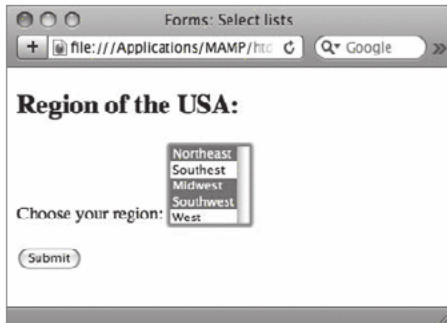 Forms: Select lists
+ file:///Applications/MAMP/htd Google »
Region of the USA:
Northeast
Southest
Midwest
Southwest
Choose your region:
West
Submit